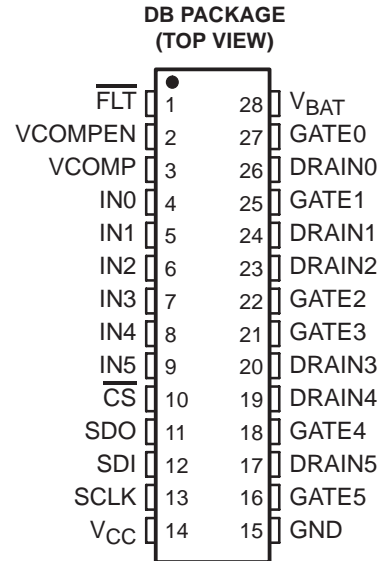 DB PACKAGE
(TOP VIEW)
FLT 1 28 VBAT
VCOMPEN 2 27 GATE0
VCOMP 3 26 DRAIN0
IN0 4 25 GATE1
IN1 5 24 DRAIN1
IN2 6 23 DRAIN2
IN3 7 22 GATE2
IN4 8 21 GATE3
IN5 9 20 DRAIN3
CS 10 19 DRAIN4
SDO 11 18 GATE4
SDI 12 17 DRAIN5
SCLK 13 16 GATE5
VCC 14 15 GND